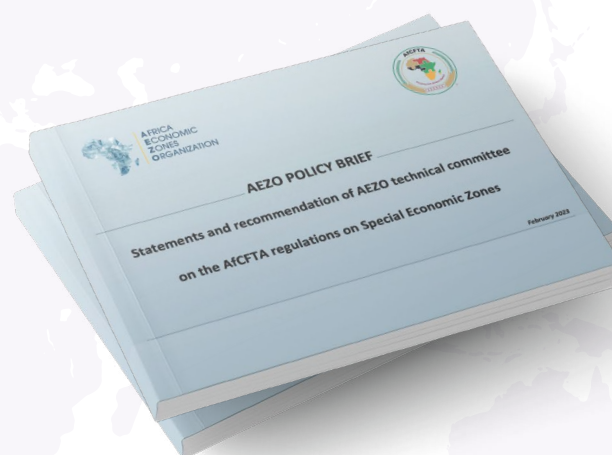 AfCFTA
AFRICA
ECONOMIC
ZONES
ORGANIZATION
AEZO POLICY BRIEF
Statements and recommendation of AEZO technical committee
on the AfCFTA regulations on Special Economic Zones
February 2023